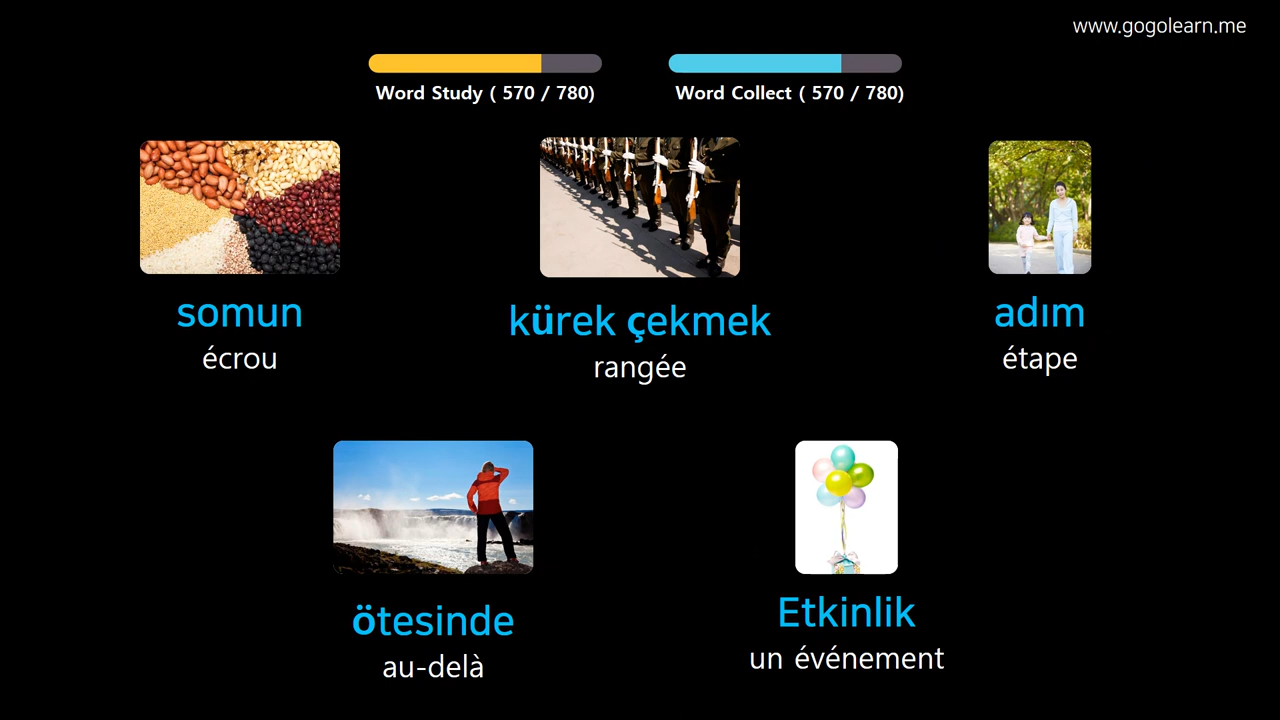 www.gogolearn.me
Word Study ( 570 / 780)
Word Collect ( 570 / 780)
somun
écrou
kürek çekmek
rangée
adım
étape
ötesinde
au-delà
Etkinlik
un événement